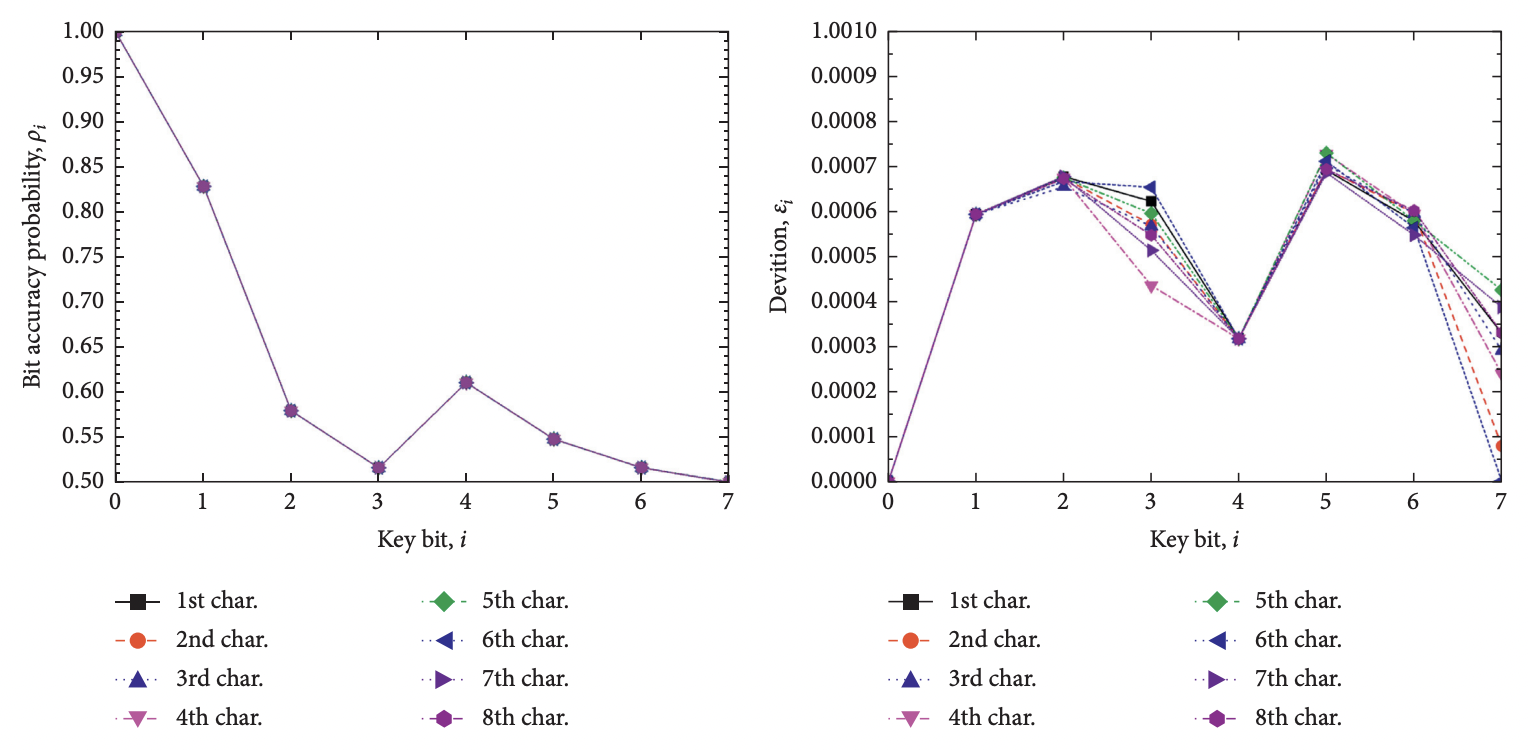 Bit accuracy probability, ρi
1.00
0.95
0.90
0.85
0.80
0.75
0.70
0.65
0.60
0.55
0.50
0 1 2 3 4 5 6 7
Key bit, i
1st char.
2nd char.
3rd char.
4th char.
5th char.
6th char.
7th char.
8th char.
Devition, εi
0.0010
0.0009
0.0008
0.0007
0.0006
0.0005
0.0004
0.0003
0.0002
0.0001
0.0000
0 1 2 3 4 5 6 7
Key bit, i
1st char.
2nd char.
3rd char.
4th char.
5th char.
6th char.
7th char.
8th char.